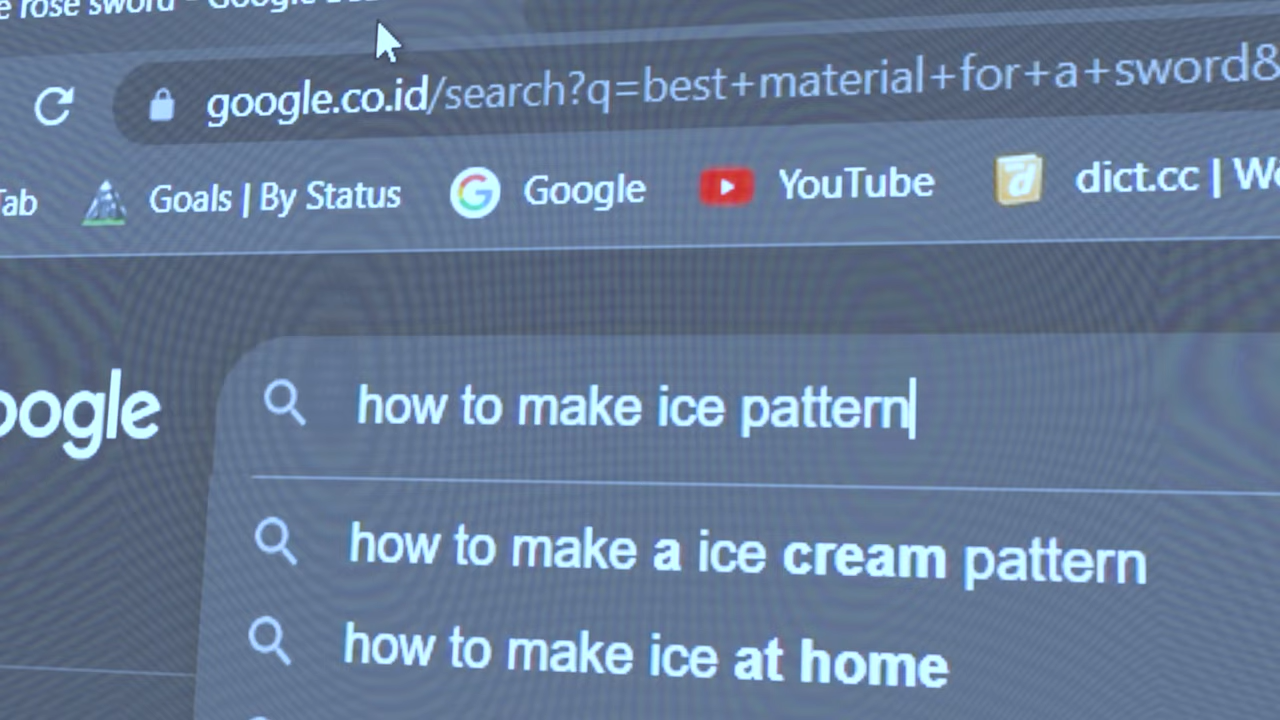 rose sword - Google
google.co.id/search?q=best+material+for+a+sword&
Tab Goals | By Status Google YouTube dict.cc |
oogle
how to make ice pattern
how to make a ice cream pattern
how to make ice at home